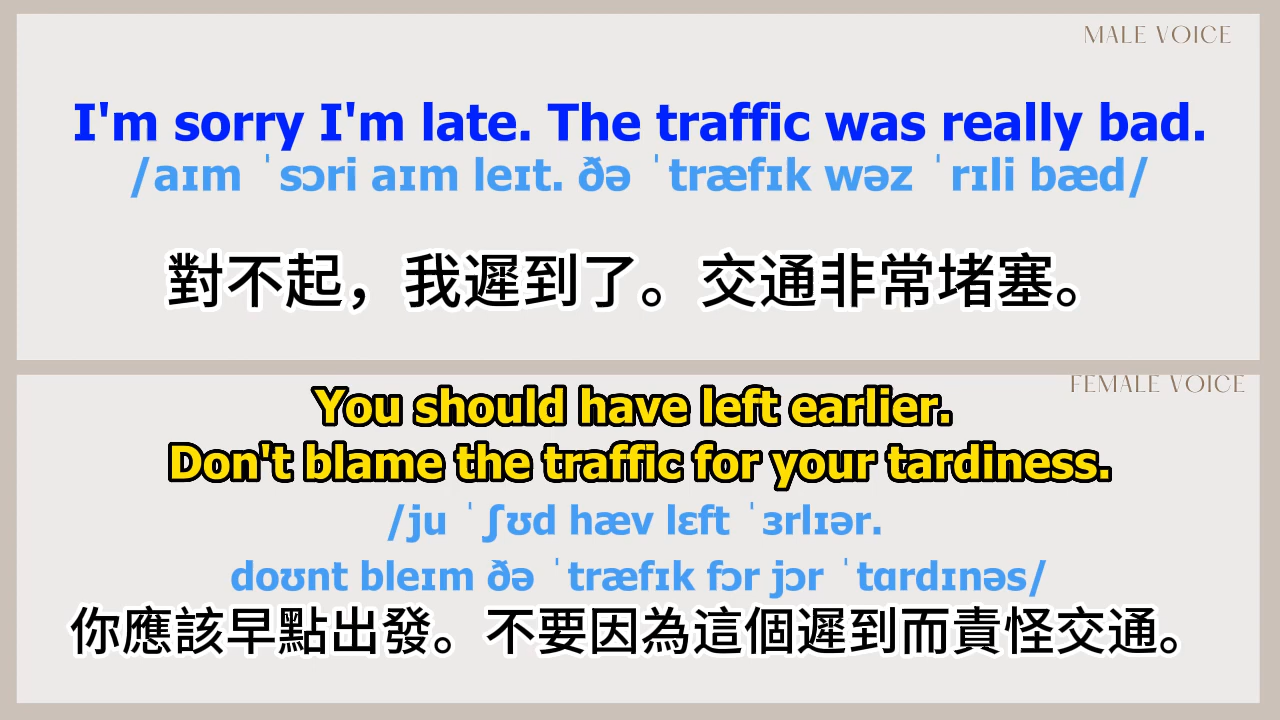 MALE VOICE
I'm sorry I'm late. The traffic was really bad.
/aɪm ˈsɔri aɪm leɪt. ðə ˈtræfɪk wəz ˈrɪli bæd/
對不起，我遲到了。交通非常堵塞。
FEMALE VOICE
You should have left earlier.
Don't blame the traffic for your tardiness.
/ju ˈʃʊd hæv lɛft ˈɜrlɪər.
doʊnt bleɪm ðə ˈtræfɪk fɔr jɔr ˈtɑrdɪnəs/
你應該早點出發。不要因為這個遲到而責怪交通。